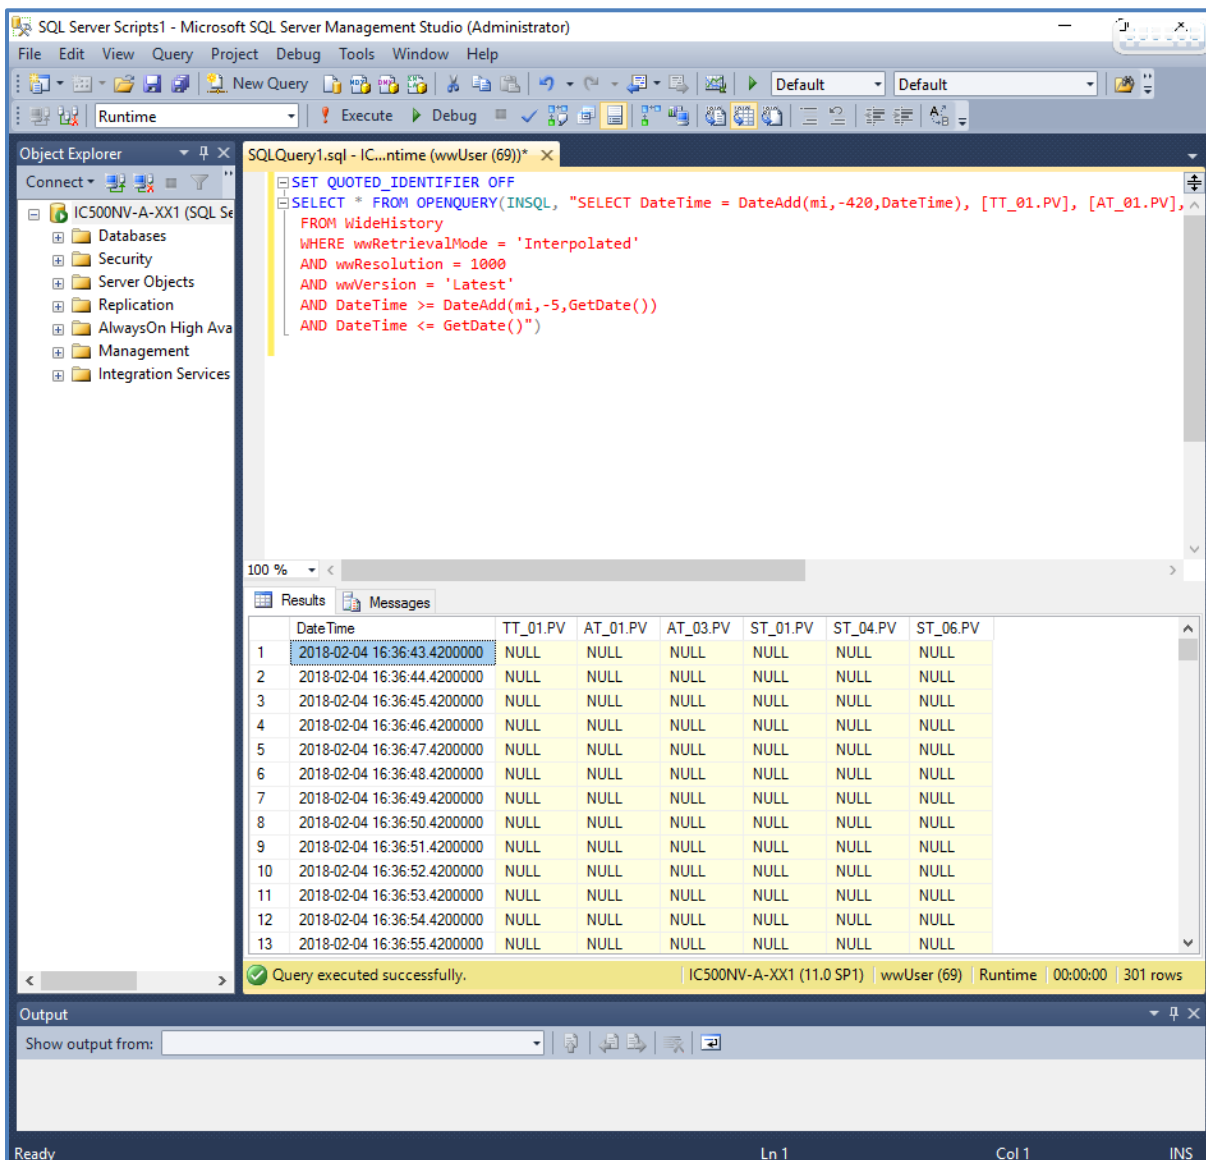 SQL Server Scripts1 - Microsoft SQL Server Management Studio (Administrator)
File Edit View Query Project Debug Tools Window Help
New Query Default Default
Runtime Execute Debug
Object Explorer
Connect
IC500NV-A-XX1 (SQL Se
Databases
Security
Server Objects
Replication
AlwaysOn High Ava
Management
Integration Services
SQLQuery1.sql - IC...ntime (wwUser (69))*
SET QUOTED_IDENTIFIER OFF
SELECT * FROM OPENQUERY(INSQL, "SELECT DateTime = DateAdd(mi,-420,DateTime), [TT_01.PV], [AT_01.PV],
FROM WideHistory
WHERE wwRetrievalMode = 'Interpolated'
AND wwResolution = 1000
AND wwVersion = 'Latest'
AND DateTime >= DateAdd(mi,-5,GetDate())
AND DateTime <= GetDate()")
100 %
Results Messages
DateTime TT_01.PV AT_01.PV AT_03.PV ST_01.PV ST_04.PV ST_06.PV
1 2018-02-04 16:36:43.4200000 NULL NULL NULL NULL NULL NULL
2 2018-02-04 16:36:44.4200000 NULL NULL NULL NULL NULL NULL
3 2018-02-04 16:36:45.4200000 NULL NULL NULL NULL NULL NULL
4 2018-02-04 16:36:46.4200000 NULL NULL NULL NULL NULL NULL
5 2018-02-04 16:36:47.4200000 NULL NULL NULL NULL NULL NULL
6 2018-02-04 16:36:48.4200000 NULL NULL NULL NULL NULL NULL
7 2018-02-04 16:36:49.4200000 NULL NULL NULL NULL NULL NULL
8 2018-02-04 16:36:50.4200000 NULL NULL NULL NULL NULL NULL
9 2018-02-04 16:36:51.4200000 NULL NULL NULL NULL NULL NULL
10 2018-02-04 16:36:52.4200000 NULL NULL NULL NULL NULL NULL
11 2018-02-04 16:36:53.4200000 NULL NULL NULL NULL NULL NULL
12 2018-02-04 16:36:54.4200000 NULL NULL NULL NULL NULL NULL
13 2018-02-04 16:36:55.4200000 NULL NULL NULL NULL NULL NULL
Query executed successfully. IC500NV-A-XX1 (11.0 SP1) wwUser (69) Runtime 00:00:00 301 rows
Output
Show output from:
Ready Ln 1 Col 1 INS